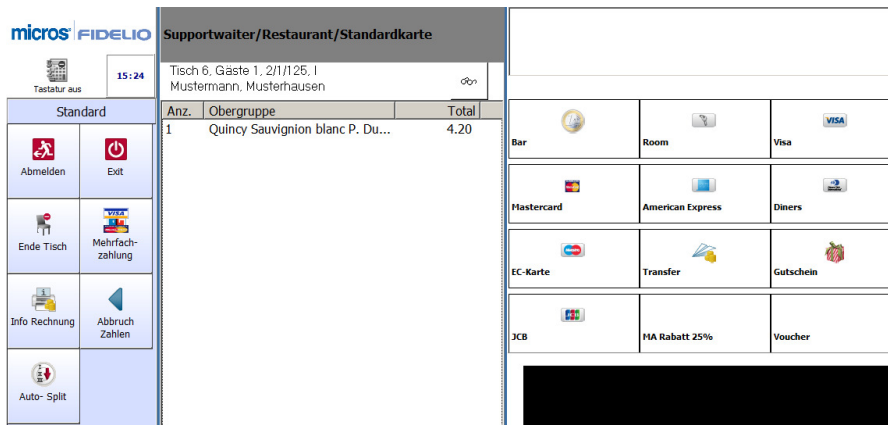 micros FIDELIO
Tastatur aus
15:24
Standard
Abmelden
Exit
Ende Tisch
VISA
Mehrfach-
zahlung
Info Rechnung
Abbruch
Zahlen
Auto- Split
Supportwaiter/Restaurant/Standardkarte
Tisch 6, Gäste 1, 2/1/125, I
Mustermann, Musterhausen
Anz. Obergruppe Total
1 Quincy Sauvignion blanc P. Du... 4.20
Bar
Room
VISA
Visa
Mastercard
American Express
Diners
EC-Karte
Transfer
Gutschein
JCB
JCB
MA Rabatt 25%
Voucher